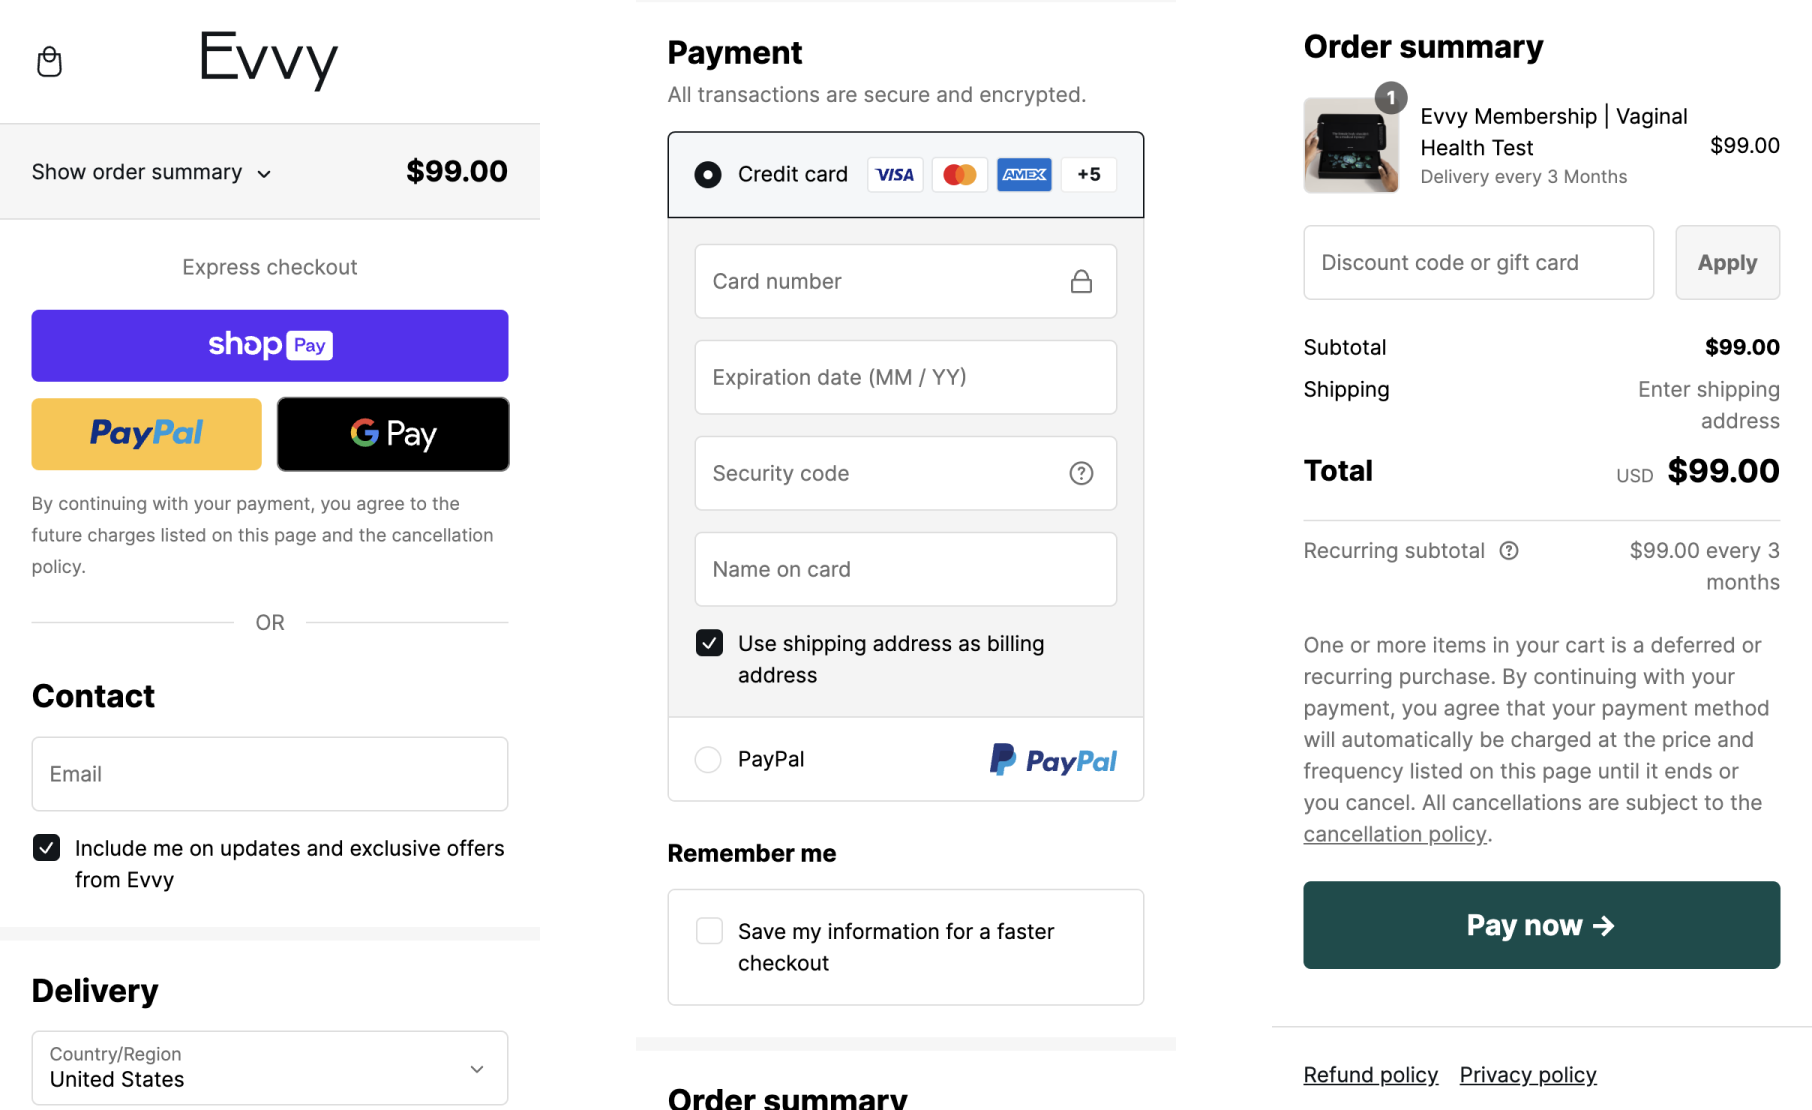 Evvy
Show order summary
$99.00
Express checkout
shop Pay
PayPal
G Pay
By continuing with your payment, you agree to the
future charges listed on this page and the cancellation
policy.
OR
Contact
Email
Include me on updates and exclusive offers
from Evvy
Delivery
Country/Region
United States
Payment
All transactions are secure and encrypted.
Credit card VISA AMEX +5
Card number
Expiration date (MM / YY)
Security code
Name on card
Use shipping address as billing
address
PayPal PayPal
Remember me
Save my information for a faster
checkout
Order summary
Order summary
1
Evvy Membership | Vaginal
Health Test
$99.00
Delivery every 3 Months
Discount code or gift card
Apply
Subtotal $99.00
Shipping Enter shipping
address
Total USD $99.00
Recurring subtotal $99.00 every 3
months
One or more items in your cart is a deferred or
recurring purchase. By continuing with your
payment, you agree that your payment method
will automatically be charged at the price and
frequency listed on this page until it ends or
you cancel. All cancellations are subject to the
cancellation policy.
Pay now →
Refund policy Privacy policy